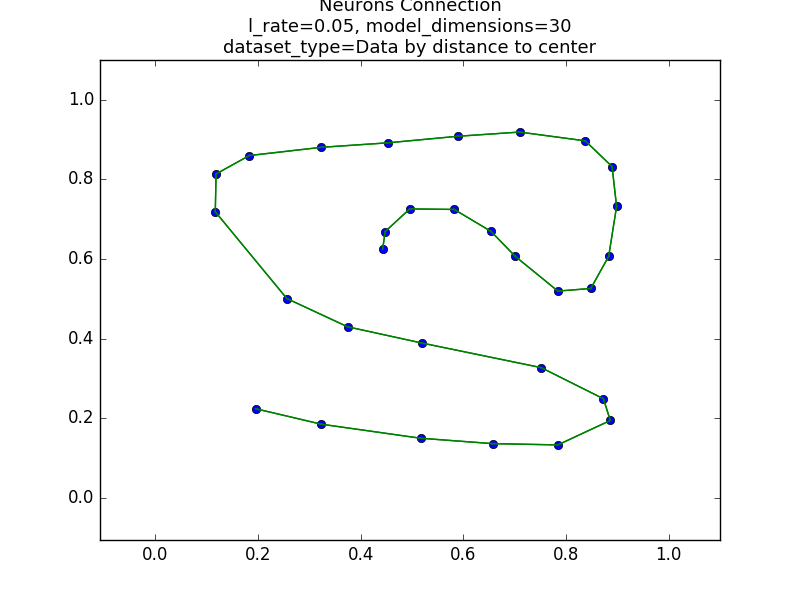 Neurons Connection
l_rate=0.05, model_dimensions=30
dataset_type=Data by distance to center
1.0
0.8
0.6
0.4
0.2
0.0
0.0 0.2 0.4 0.6 0.8 1.0